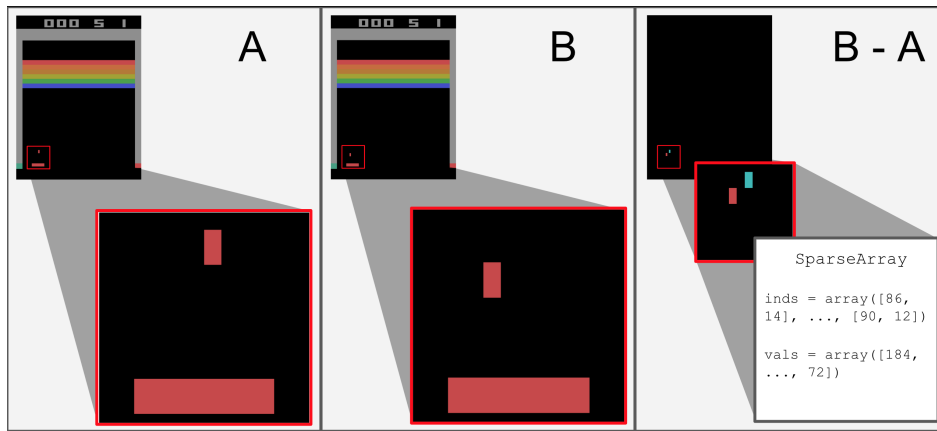 000 5 1
A
000 5 1
B
B - A
SparseArray
inds = array([86,
14], ..., [90, 12])
vals = array([184,
..., 72])